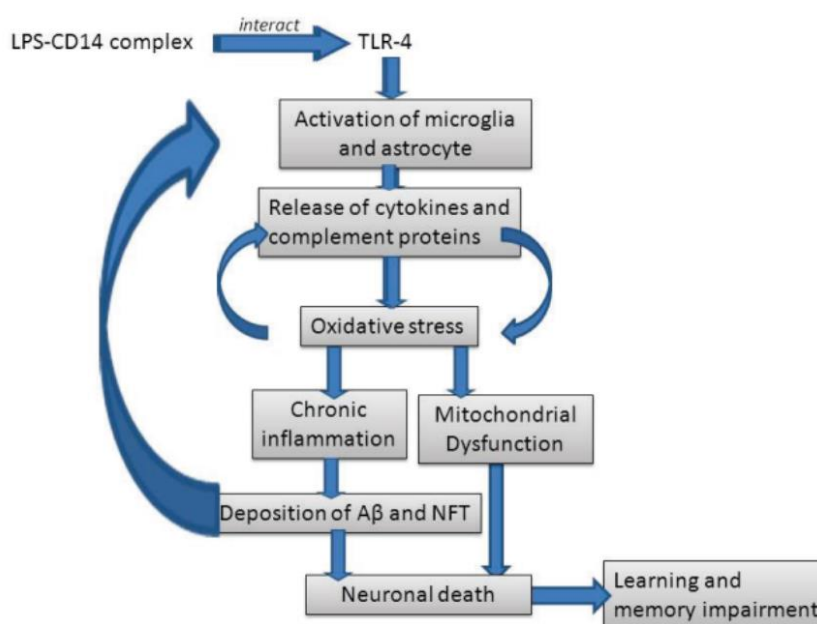 interact
LPS-CD14 complex
TLR-4
Activation of microglia
and astrocyte
Release of cytokines and
complement proteins
Oxidative stress
Chronic
inflammation
Mitochondrial
Dysfunction
Deposition of Aβ and NFT
Neuronal death
Learning and
memory impairment